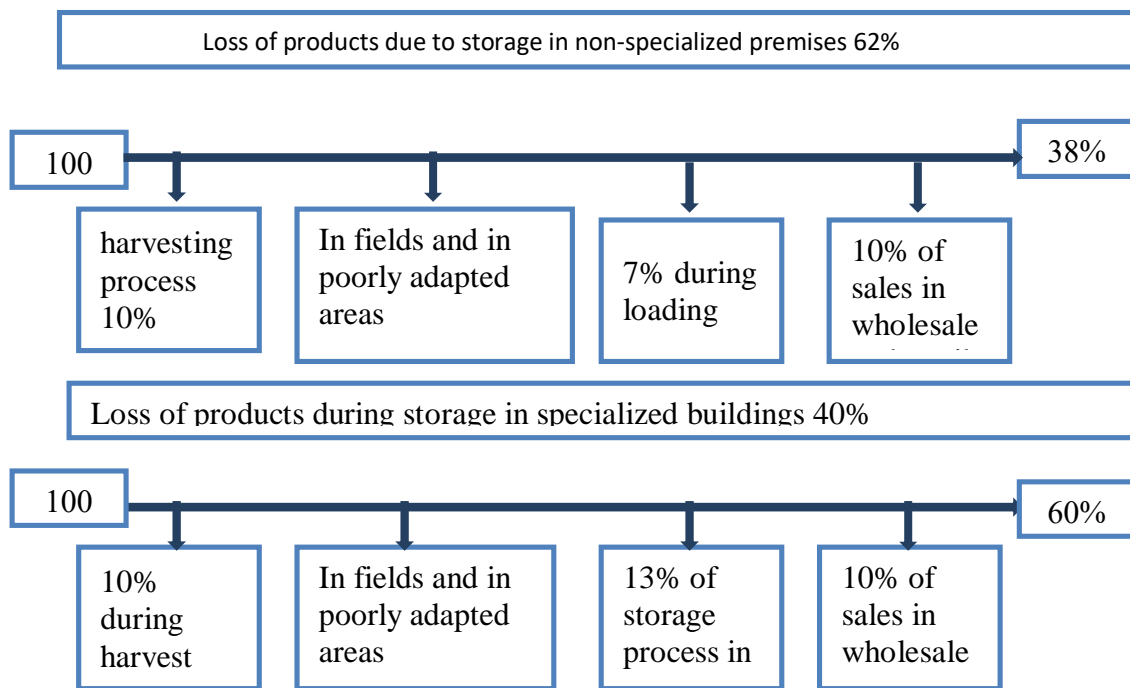 Loss of products due to storage in non-specialized premises 62%
100
38%
harvesting
process
10%
In fields and in
poorly adapted
areas
7% during
loading
10% of
sales in
wholesale
Loss of products during storage in specialized buildings 40%
100
60%
10%
during
harvest
In fields and in
poorly adapted
areas
13% of
storage
process in
10% of
sales in
wholesale